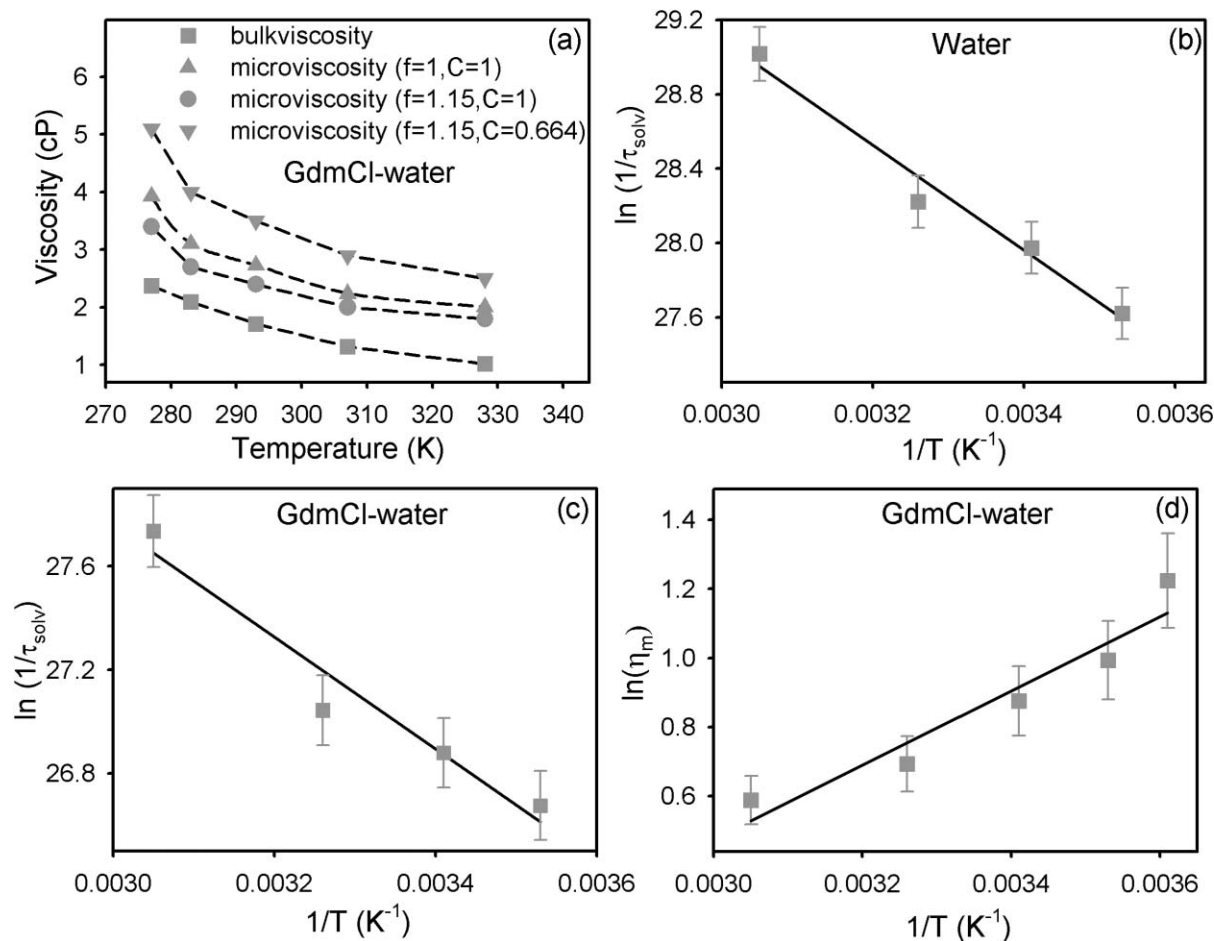 (a)
bulkviscosity
microviscosity (f=1,C=1)
microviscosity (f=1.15,C=1)
microviscosity (f=1.15,C=0.664)
GdmCl-water
Viscosity (cP)
6
5
4
3
2
1
270 280 290 300 310 320 330 340
Temperature (K)
(b)
Water
ln (1/τsolv)
29.2
28.8
28.4
28.0
27.6
0.0030 0.0032 0.0034 0.0036
1/T (K⁻¹)
(c)
GdmCl-water
ln (1/τsolv)
27.6
27.2
26.8
0.0030 0.0032 0.0034 0.0036
1/T (K⁻¹)
(d)
GdmCl-water
ln(ηm)
1.4
1.0
0.6
0.0030 0.0032 0.0034 0.0036
1/T (K⁻¹)